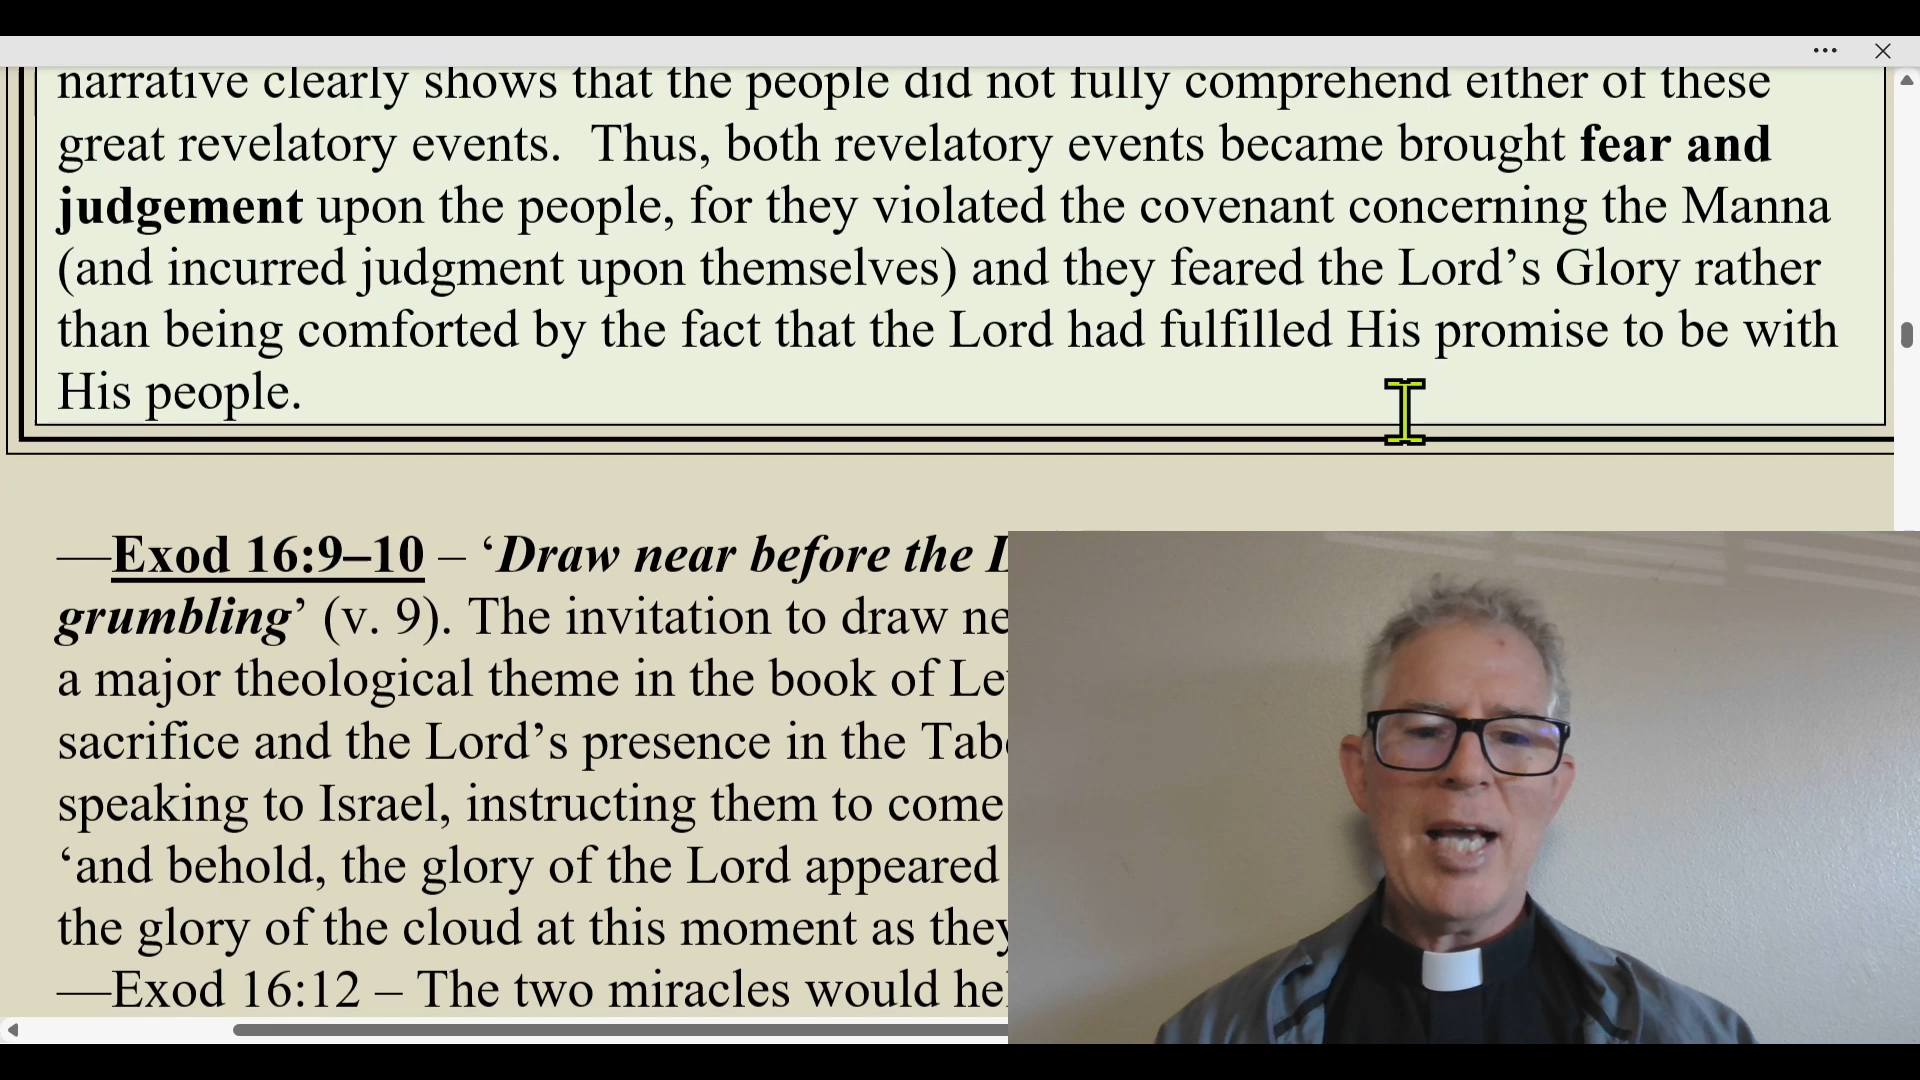 narrative clearly shows that the people did not fully comprehend either of these
great revelatory events.  Thus, both revelatory events became brought fear and
judgement upon the people, for they violated the covenant concerning the Manna
(and incurred judgment upon themselves) and they feared the Lord’s Glory rather
than being comforted by the fact that the Lord had fulfilled His promise to be with
His people.
—Exod 16:9–10 – ‘Draw near before the
grumbling’ (v. 9). The invitation to draw
a major theological theme in the book of
sacrifice and the Lord’s presence in the
speaking to Israel, instructing them to come
‘and behold, the glory of the Lord appeared
the glory of the cloud at this moment as they
—Exod 16:12 – The two miracles would